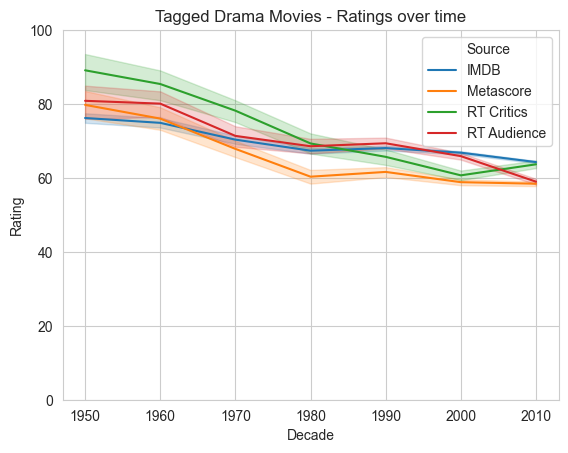 Tagged Drama Movies - Ratings over time
100
80
60
40
20
0
Rating
Source
IMDB
Metascore
RT Critics
RT Audience
1950 1960 1970 1980 1990 2000 2010
Decade